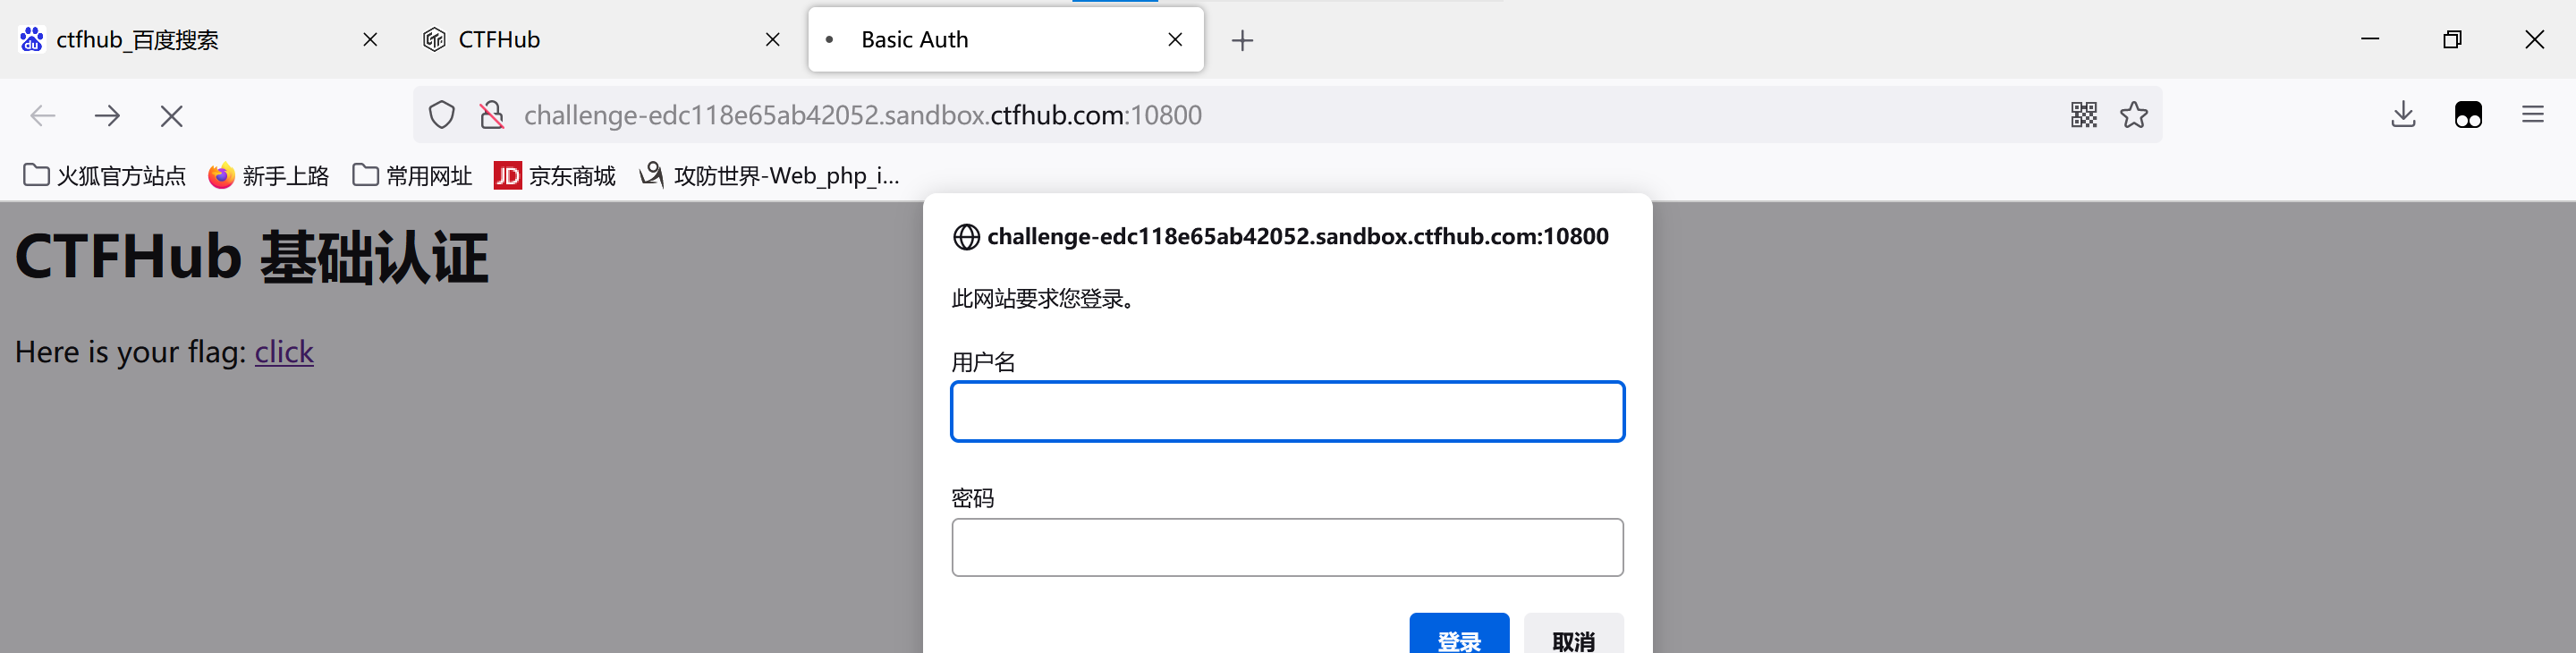 ctfhub_百度搜索
CTFHub
Basic Auth
challenge-edc118e65ab42052.sandbox.ctfhub.com:10800
火狐官方站点
新手上路
常用网址
JD 京东商城
攻防世界-Web_php_i...
CTFHub 基础认证
Here is your flag: click
challenge-edc118e65ab42052.sandbox.ctfhub.com:10800
此网站要求您登录。
用户名
密码
登录
取消